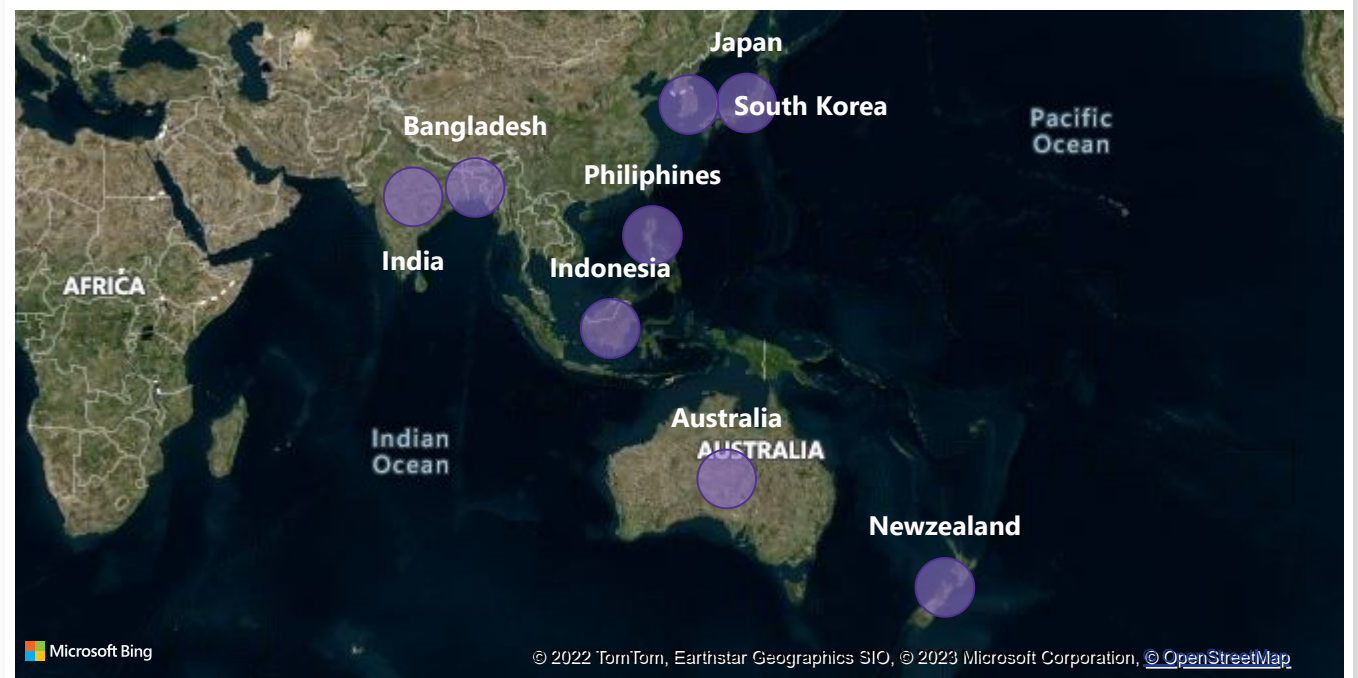 Japan
South Korea
Pacific
Ocean
Bangladesh
Philiphines
India
Indonesia
AFRICA
Australia
AUSTRALIA
Indian
Ocean
Newzealand
Microsoft Bing
© 2022 TomTom, Earthstar Geographics SIO, © 2023 Microsoft Corporation, © OpenStreetMap